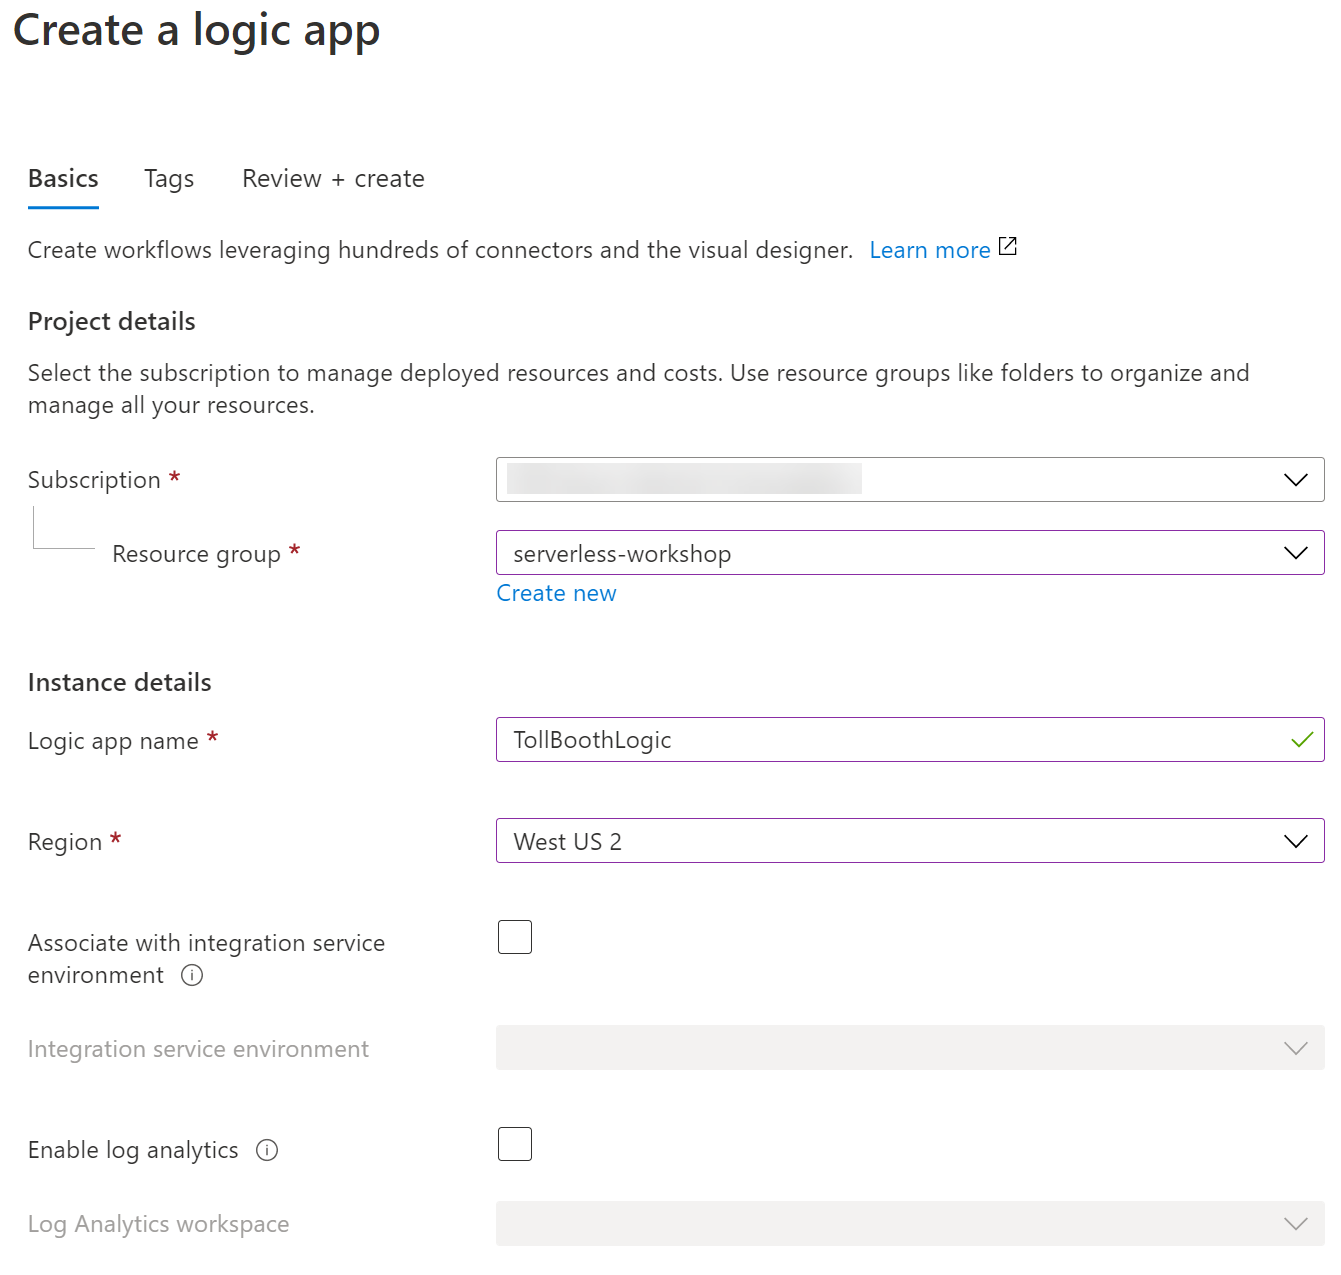 Create a logic app
Basics Tags Review + create
Create workflows leveraging hundreds of connectors and the visual designer. Learn more
Project details
Select the subscription to manage deployed resources and costs. Use resource groups like folders to organize and
manage all your resources.
Subscription *
Resource group * serverless-workshop
Create new
Instance details
Logic app name * TollBoothLogic
Region * West US 2
Associate with integration service
environment
Integration service environment
Enable log analytics
Log Analytics workspace